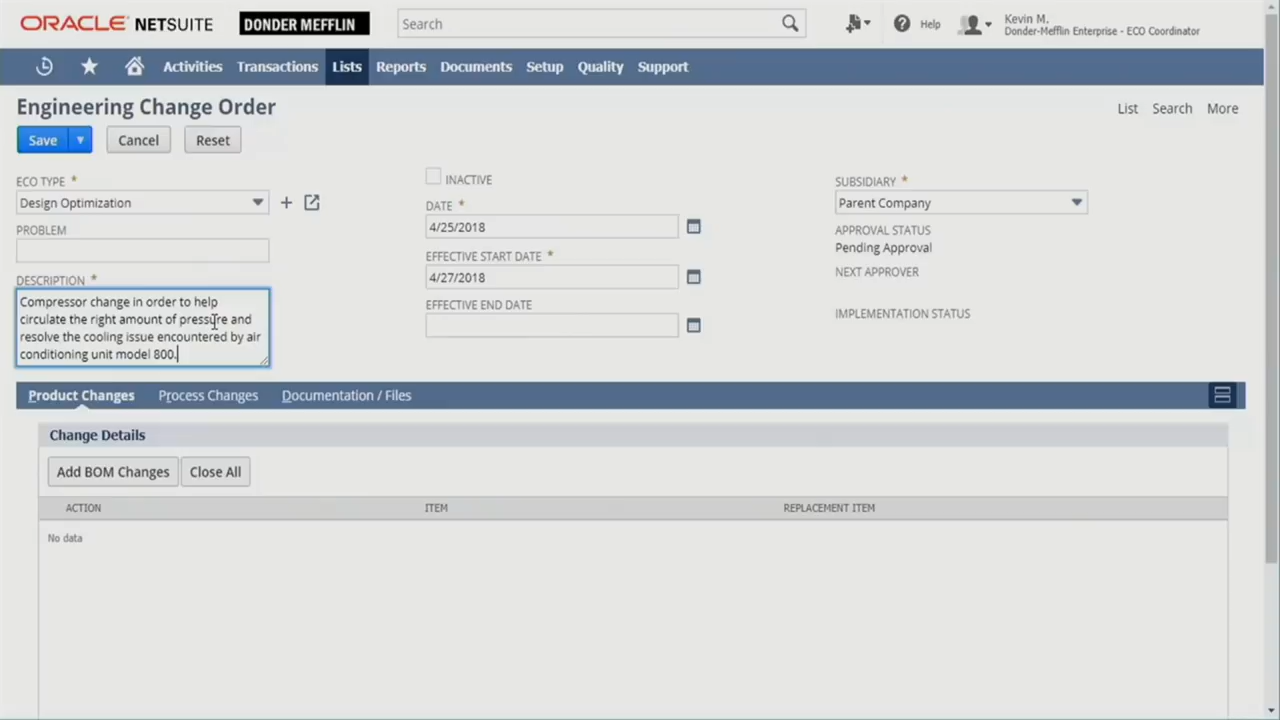 ORACLE NETSUITE DONDER MEFFLIN Search Help Kevin M.
Donder-Mefflin Enterprise - ECO Coordinator
Activities Transactions Lists Reports Documents Setup Quality Support
Engineering Change Order
List Search More
Save Cancel Reset
ECO TYPE *
Design Optimization
PROBLEM
DESCRIPTION *
Compressor change in order to help
circulate the right amount of pressure and
resolve the cooling issue encountered by air
conditioning unit model 800.
INACTIVE
DATE *
4/25/2018
EFFECTIVE START DATE *
4/27/2018
EFFECTIVE END DATE
SUBSIDIARY *
Parent Company
APPROVAL STATUS
Pending Approval
NEXT APPROVER
IMPLEMENTATION STATUS
Product Changes Process Changes Documentation / Files
Change Details
Add BOM Changes Close All
ACTION ITEM REPLACEMENT ITEM
No data